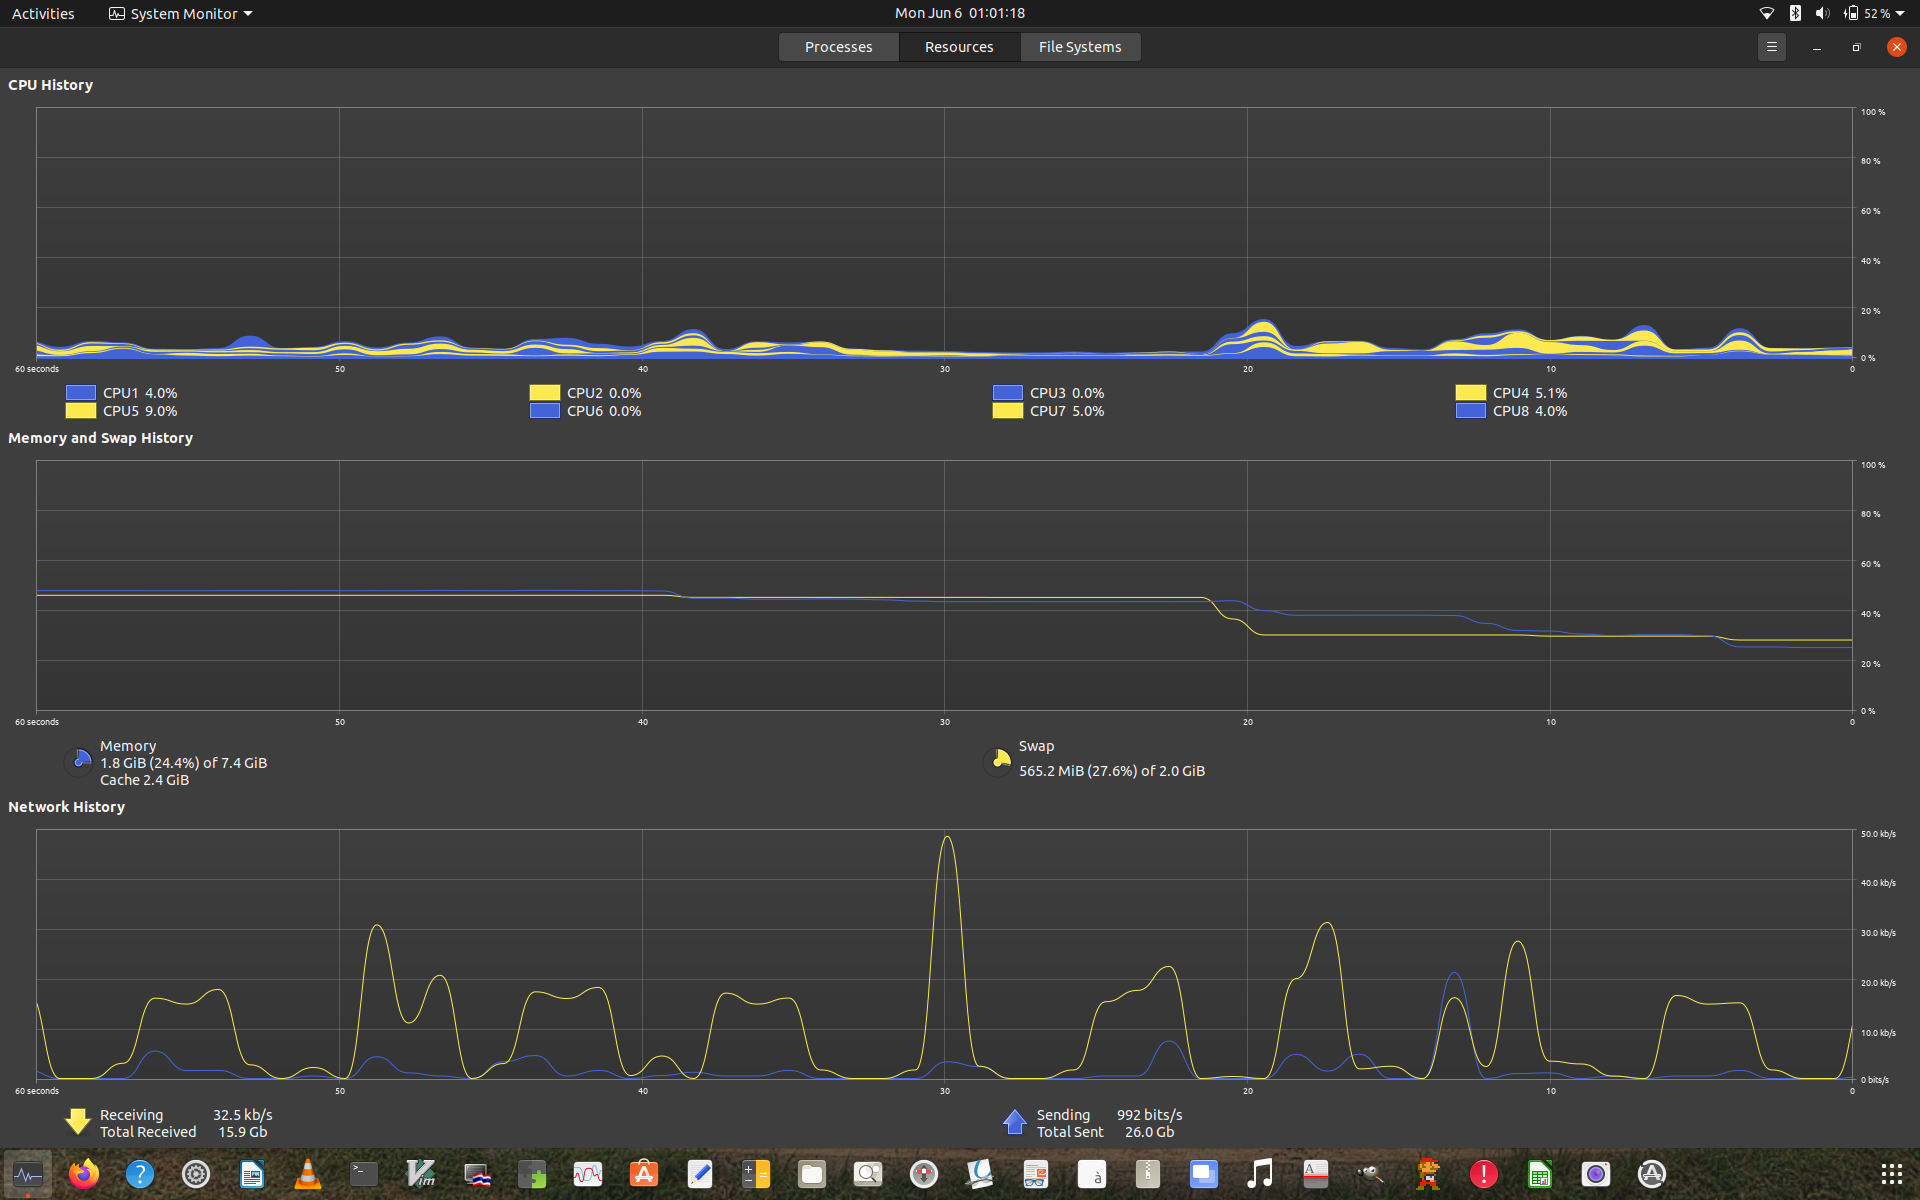 Activities System Monitor Mon Jun 6 01:01:18 52 %
Processes Resources File Systems
CPU History
100 %
80 %
60 %
40 %
20 %
0 %
60 seconds 50 40 30 20 10 0
CPU1 4.0% CPU2 0.0% CPU3 0.0% CPU4 5.1%
CPU5 9.0% CPU6 0.0% CPU7 5.0% CPU8 4.0%
Memory and Swap History
100 %
80 %
60 %
40 %
20 %
0 %
60 seconds 50 40 30 20 10 0
Memory
1.8 GiB (24.4%) of 7.4 GiB
Cache 2.4 GiB
Swap
565.2 MiB (27.6%) of 2.0 GiB
Network History
50.0 kb/s
40.0 kb/s
30.0 kb/s
20.0 kb/s
10.0 kb/s
0 bits/s
60 seconds 50 40 30 20 10 0
Receiving 32.5 kb/s
Total Received 15.9 Gb
Sending 992 bits/s
Total Sent 26.0 Gb